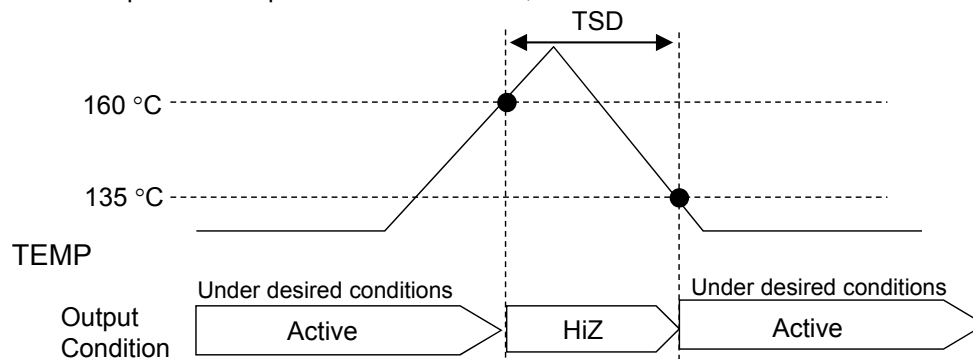 TSD
160 °C
135 °C
TEMP
Under desired conditions
Under desired conditions
Output
Condition
Active
HiZ
Active